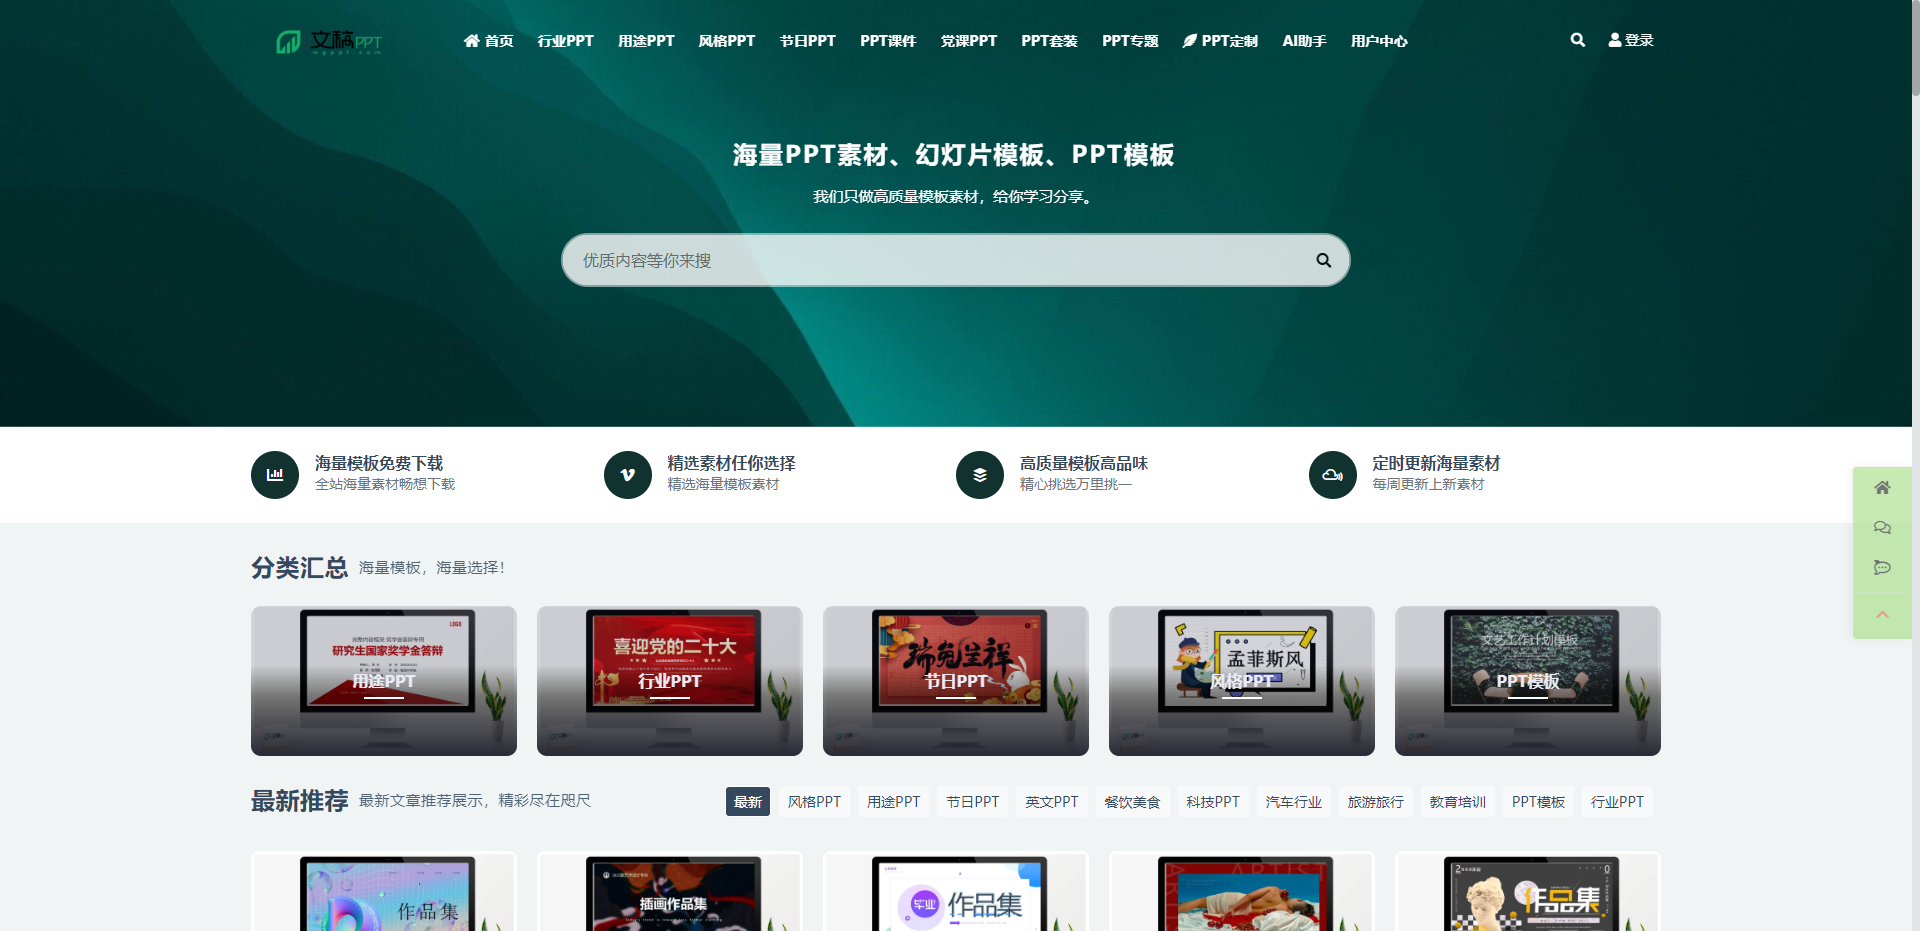 文稿PPT
wgppt.com
首页 行业PPT 用途PPT 风格PPT 节日PPT PPT课件 党课PPT PPT套装 PPT专题 PPT定制 AI助手 用户中心 登录
海量PPT素材、幻灯片模板、PPT模板
我们只做高质量模板素材，给你学习分享。
优质内容等你来搜
海量模板免费下载
全站海量素材畅想下载
精选素材任你选择
精选海量模板素材
高质量模板高品味
精心挑选万里挑一
定时更新海量素材
每周更新上新素材
分类汇总 海量模板，海量选择！
LOGO
研究生国家奖学金答辩
用途PPT
喜迎党的二十大
行业PPT
瑞兔呈祥
节日PPT
孟菲斯风
风格PPT
文艺工作计划模板
PPT模板
最新推荐 最新文章推荐展示，精彩尽在咫尺
最新 风格PPT 用途PPT 节日PPT 英文PPT 餐饮美食 科技PPT 汽车行业 旅游旅行 教育培训 PPT模板 行业PPT
作品集
插画作品集
毕业 作品集
作品集